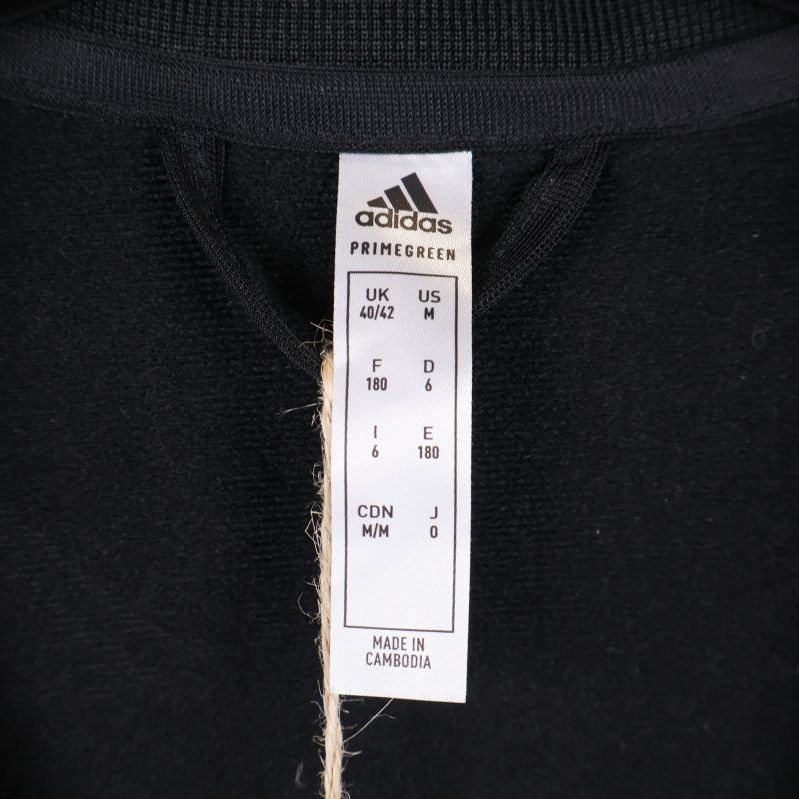 adidas
PRIMEGREEN
UK US
40/42 M
F D
180 6
I E
6 180
CDN J
M/M O
MADE IN
CAMBODIA